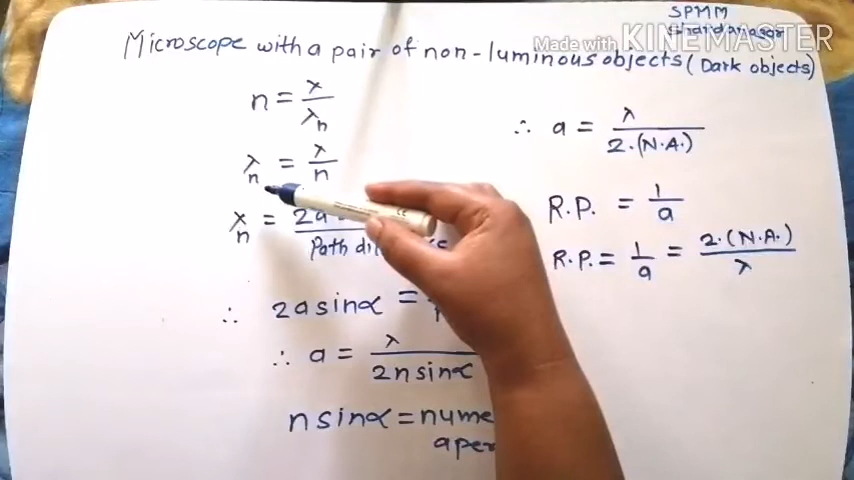 SPMM
Chandanagar
Made with KINEMASTER
Microscope with a pair of non-luminous objects (Dark objects)
n = λ/λn
λn = λ/n
λn = 2a
Path di
∴ 2a sinα =
∴ a = λ/2n sinα
n sinα = nume
aper
∴ a = λ/2·(N.A.)
R.P. = 1/a
R.P. = 1/a = 2·(N.A.)/λ